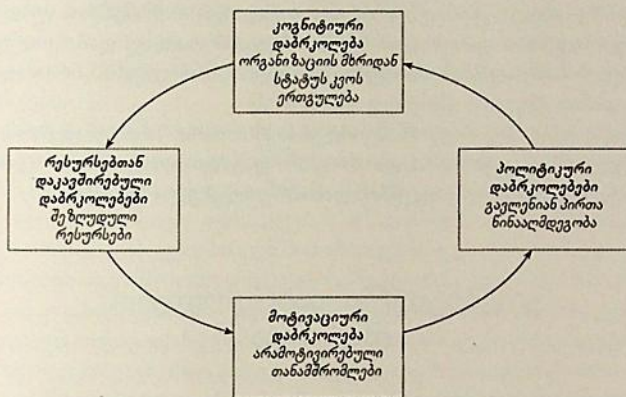 კოგნიტიური
დაბრკოლება
ორგანიზაციის მხრიდან
სტატუს კვოს
ერთგულება
რესურსებთან
დაკავშირებული
დაბრკოლებები
შეზღუდული
რესურსები
პოლიტიკური
დაბრკოლებები
გავლენიან პირთა
წინააღმდეგობა
მოტივაციური
დაბრკოლება
არამოტივირებული
თანამშრომლები